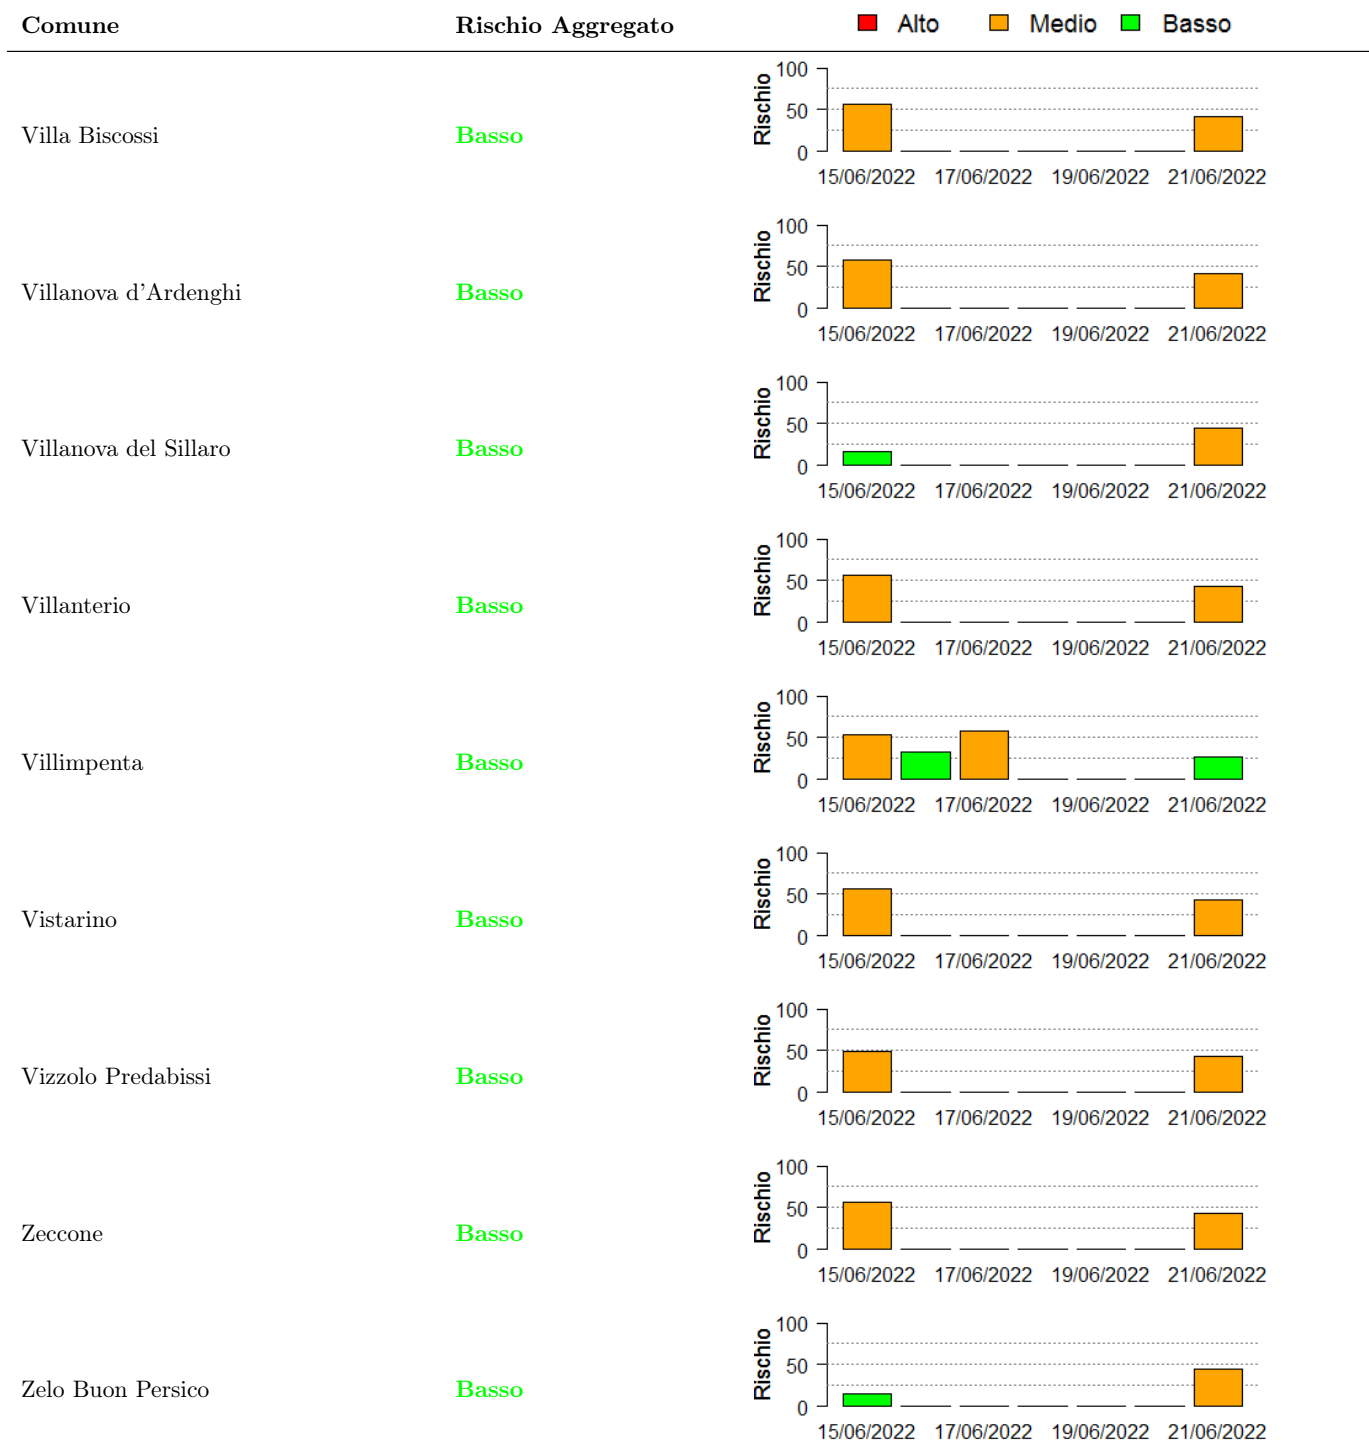 Comune Rischio Aggregato Alto Medio Basso
Villa Biscossi Basso
Rischio
100
50
0
15/06/2022 17/06/2022 19/06/2022 21/06/2022
Villanova d'Ardenghi Basso
Rischio
100
50
0
15/06/2022 17/06/2022 19/06/2022 21/06/2022
Villanova del Sillaro Basso
Rischio
100
50
0
15/06/2022 17/06/2022 19/06/2022 21/06/2022
Villanterio Basso
Rischio
100
50
0
15/06/2022 17/06/2022 19/06/2022 21/06/2022
Villimpenta Basso
Rischio
100
50
0
15/06/2022 17/06/2022 19/06/2022 21/06/2022
Vistarino Basso
Rischio
100
50
0
15/06/2022 17/06/2022 19/06/2022 21/06/2022
Vizzolo Predabissi Basso
Rischio
100
50
0
15/06/2022 17/06/2022 19/06/2022 21/06/2022
Zeccone Basso
Rischio
100
50
0
15/06/2022 17/06/2022 19/06/2022 21/06/2022
Zelo Buon Persico Basso
Rischio
100
50
0
15/06/2022 17/06/2022 19/06/2022 21/06/2022